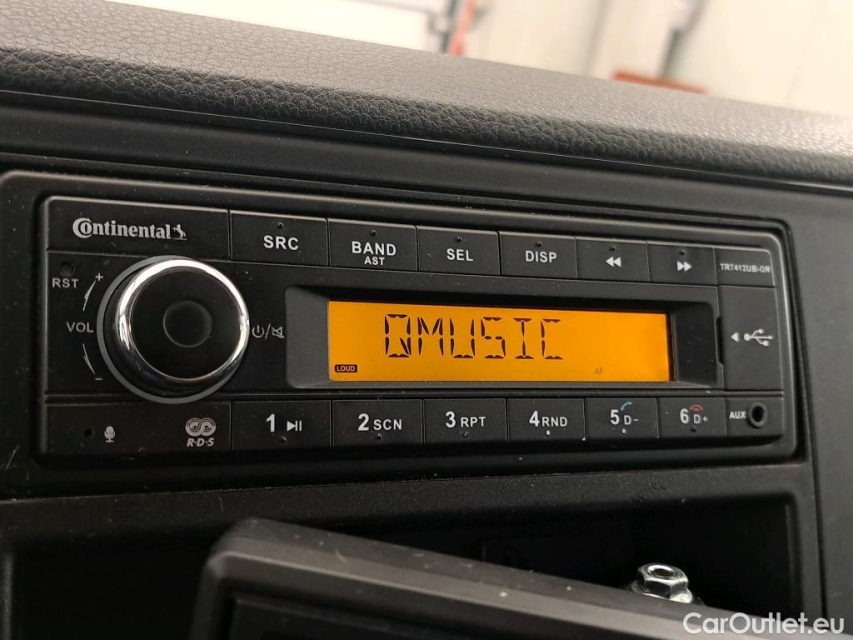 Continental
SRC
BAND
AST
SEL
DISP
TR7412UB-OR
RST
+
VOL
-
QMUSIC
LOUD
AF
R·D·S
1
2 SCN
3 RPT
4 RND
5 D-
6 D+
AUX
CarOutlet.eu